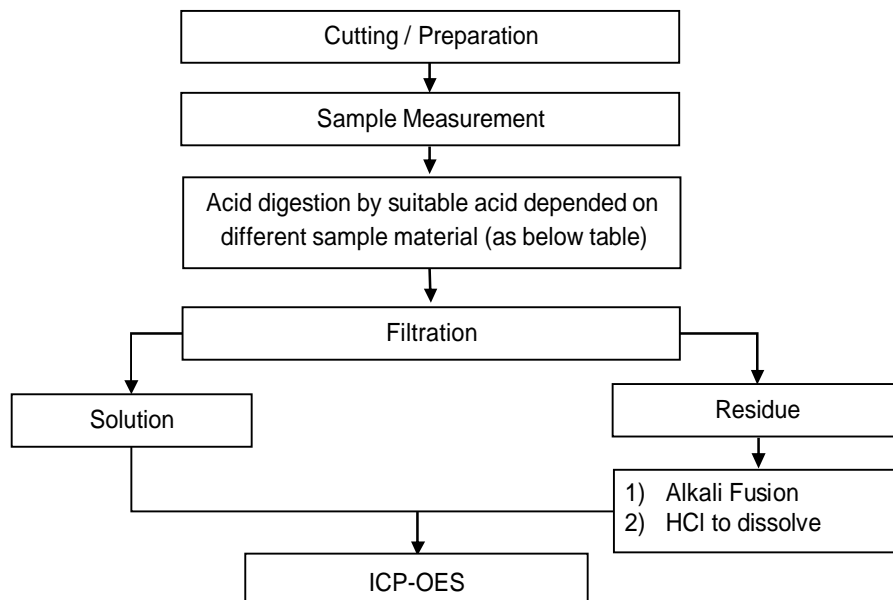 Cutting / Preparation
Sample Measurement
Acid digestion by suitable acid depended on
different sample material (as below table)
Filtration
Solution
Residue
1) Alkali Fusion
2) HCl to dissolve
ICP-OES